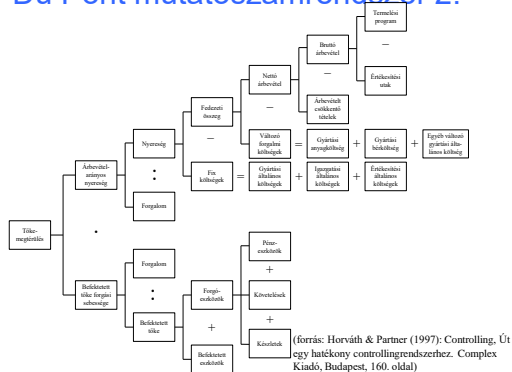 Du Pont mutatószámrendszer 2.
Termelési
program
–
Értékesítési
utak
Bruttó
árbevétel
–
Árbevételt
csökkentő
tételek
Nettó
árbevétel
–
Változó
forgalmi
költségek
=
Gyártási
anyagköltség
+
Gyártási
bérköltség
+
Egyéb változó
gyártási álta-
lános költség
Fedezeti
összeg
–
Fix
költségek
=
Gyártási
általános
költségek
+
Igazgatási
általános
költségek
+
Értékesítési
általános
költségek
Nyereség
:
Forgalom
Árbevétel-
arányos
nyereség
·
Tőke-
megtérülés
Befektetett
tőke forgási
sebessége
Forgalom
:
Befektetett
tőke
Forgó-
eszközök
+
Befektetett
eszközök
Pénz-
eszközök
+
Követelések
+
Készletek
(forrás: Horváth & Partner (1997): Controlling, Út
egy hatékony controllingrendszerhez. Complex
Kiadó, Budapest, 160. oldal)